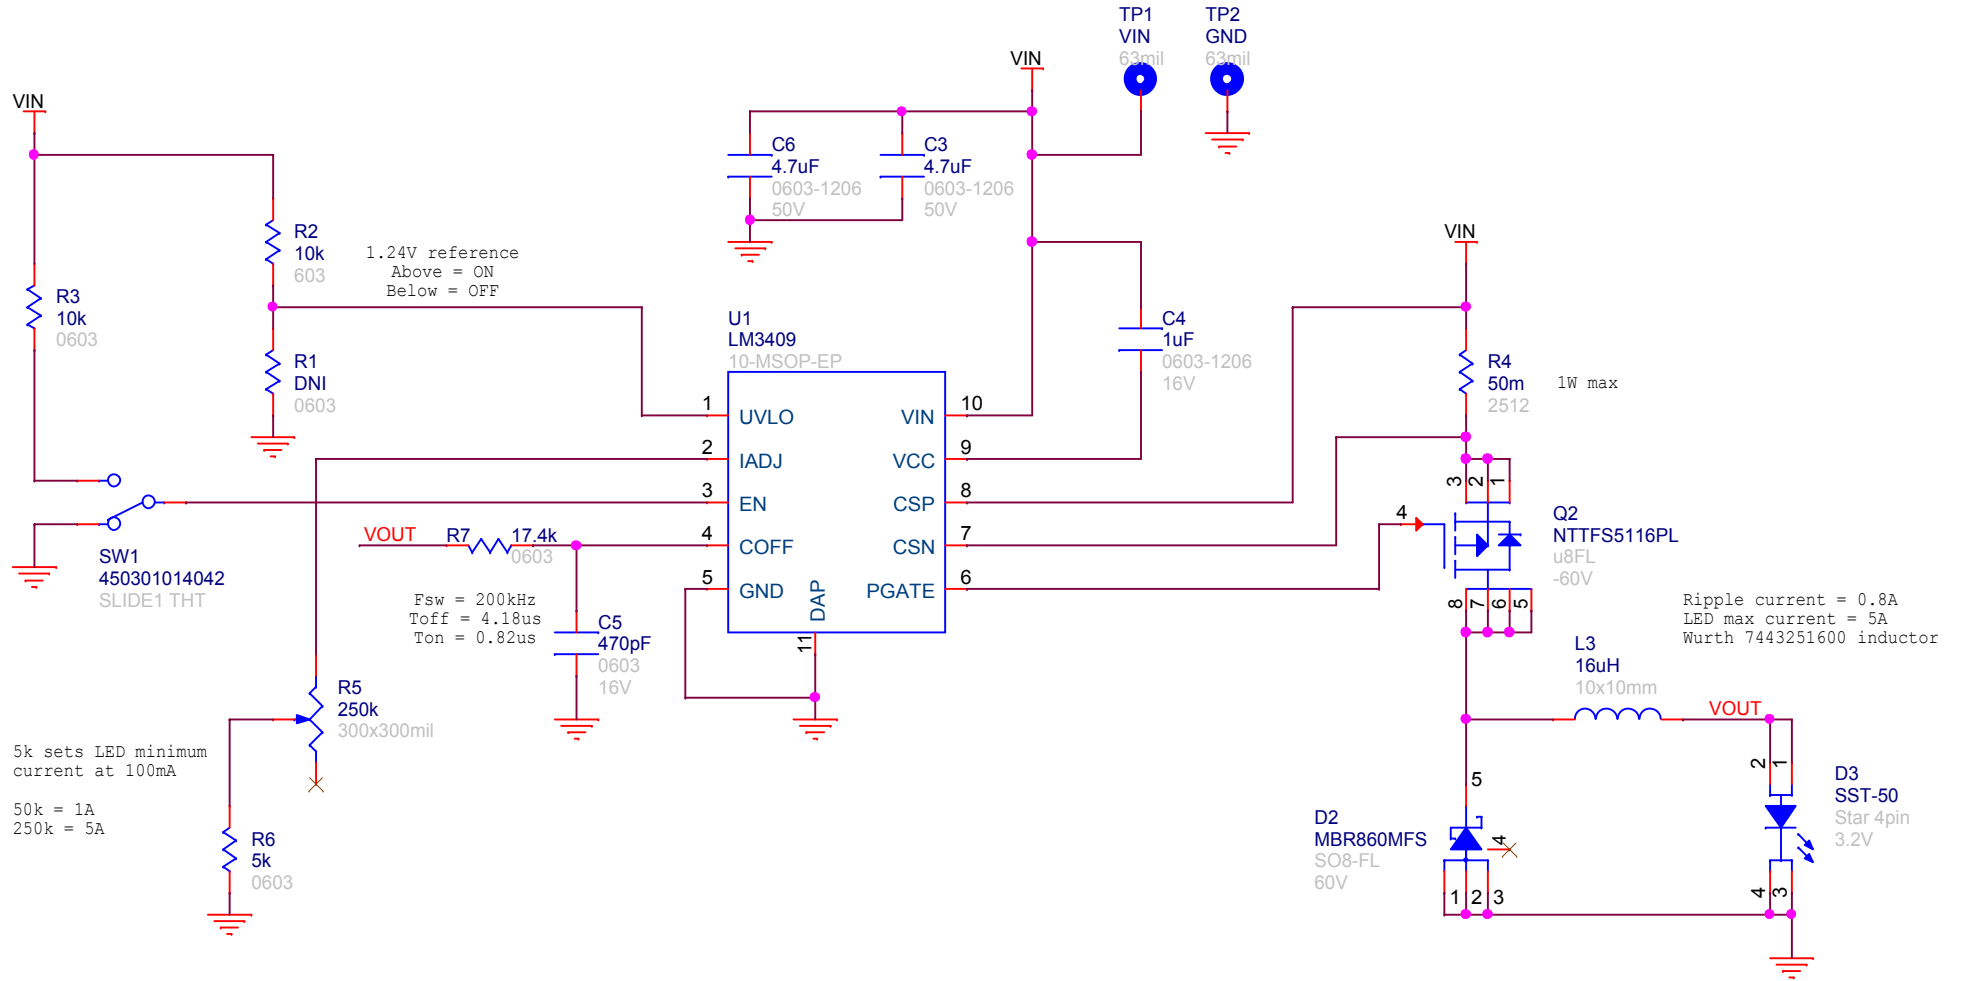 TP1
VIN
63mil
TP2
GND
63mil
VIN
VIN
C6
4.7uF
0603-1206
50V
C3
4.7uF
0603-1206
50V
R2
10k
603
1.24V reference
Above = ON
Below = OFF
VIN
R3
10k
0603
R1
DNI
0603
U1
LM3409
10-MSOP-EP
C4
1uF
0603-1206
16V
R4
50m
2512
1W max
1
UVLO
2
IADJ
3
EN
4
COFF
5
GND
DAP
11
VIN
10
VCC
9
CSP
8
CSN
7
PGATE
6
SW1
450301014042
SLIDE1 THT
VOUT
R7
17.4k
0603
Fsw = 200kHz
Toff = 4.18us
Ton = 0.82us
C5
470pF
0603
16V
3
2
1
4
Q2
NTTFS5116PL
u8FL
-60V
8
7
6
5
Ripple current = 0.8A
LED max current = 5A
Wurth 7443251600 inductor
L3
16uH
10x10mm
VOUT
R5
250k
300x300mil
5k sets LED minimum
current at 100mA
50k = 1A
250k = 5A
R6
5k
0603
5
D2
MBR860MFS
SO8-FL
60V
4
1
2
3
2
1
D3
SST-50
Star 4pin
3.2V
4
3